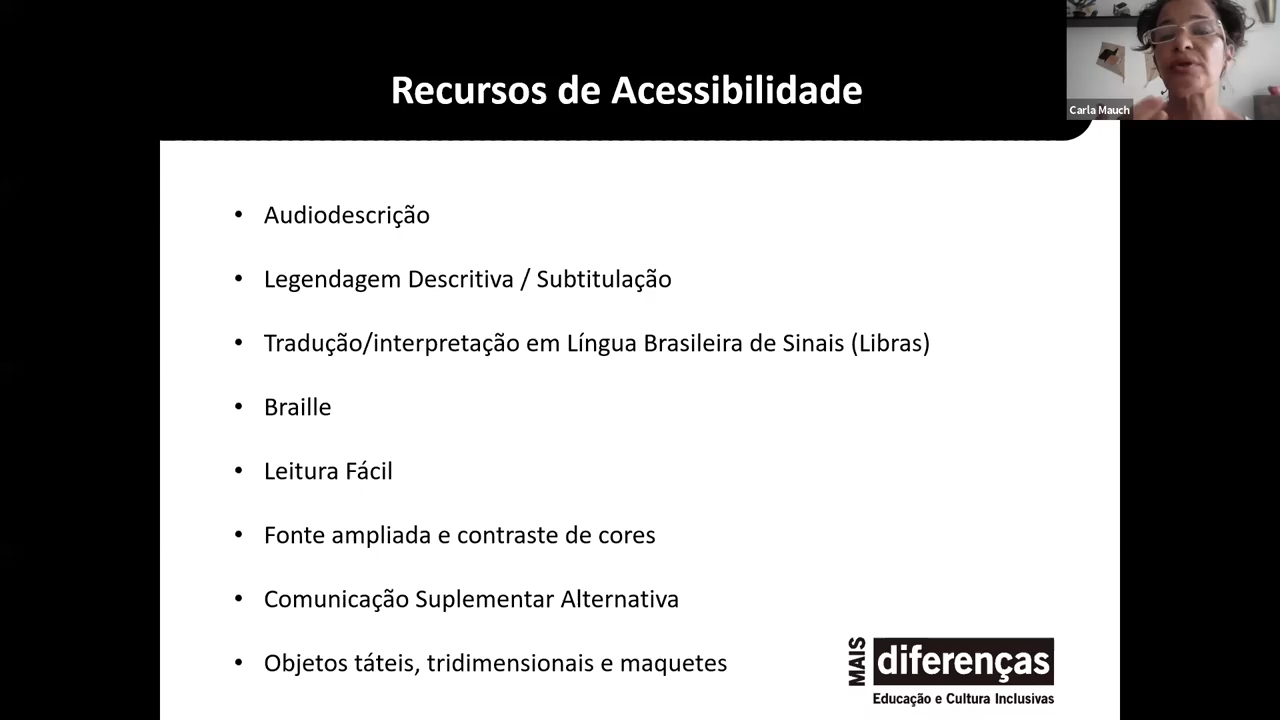 Recursos de Acessibilidade
Carla Mauch
• Audiodescrição
• Legendagem Descritiva / Subtitulação
• Tradução/interpretação em Língua Brasileira de Sinais (Libras)
• Braille
• Leitura Fácil
• Fonte ampliada e contraste de cores
• Comunicação Suplementar Alternativa
• Objetos táteis, tridimensionais e maquetes
MAIS
diferenças
Educação e Cultura Inclusivas